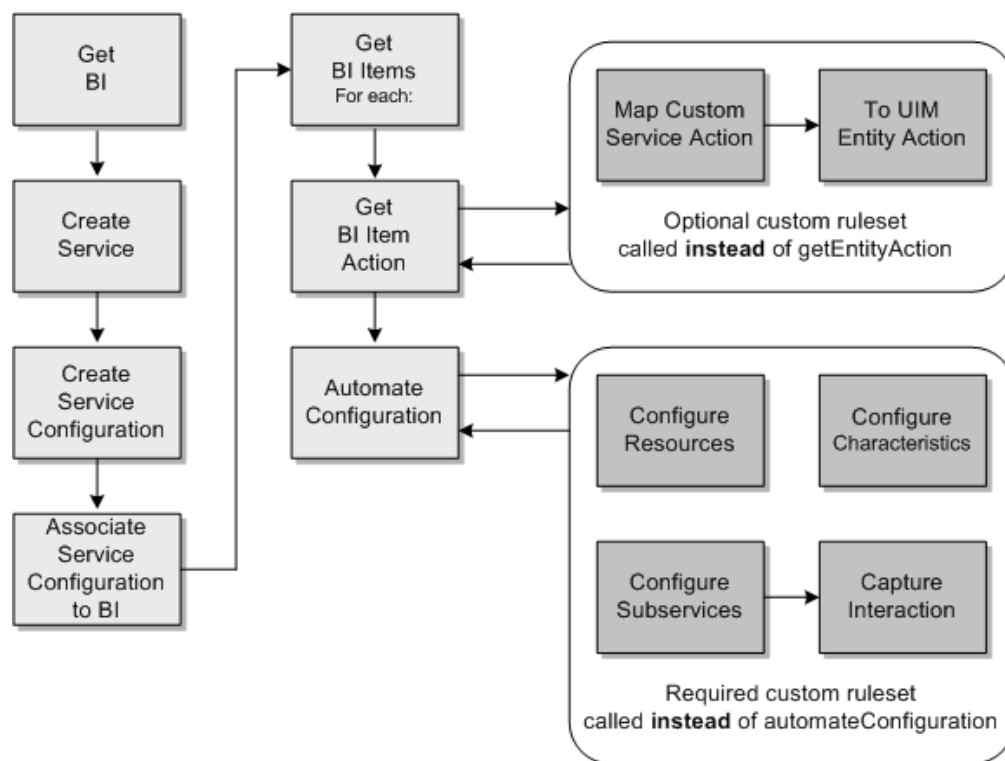 Get
BI
Create
Service
Create
Service
Configuration
Associate
Service
Configuration
to BI
Get
BI Items
For each:
Get
BI Item
Action
Automate
Configuration
Map Custom
Service Action
To UIM
Entity Action
Optional custom ruleset
called instead of getEntityAction
Configure
Resources
Configure
Characteristics
Configure
Subservices
Capture
Interaction
Required custom ruleset
called instead of automateConfiguration